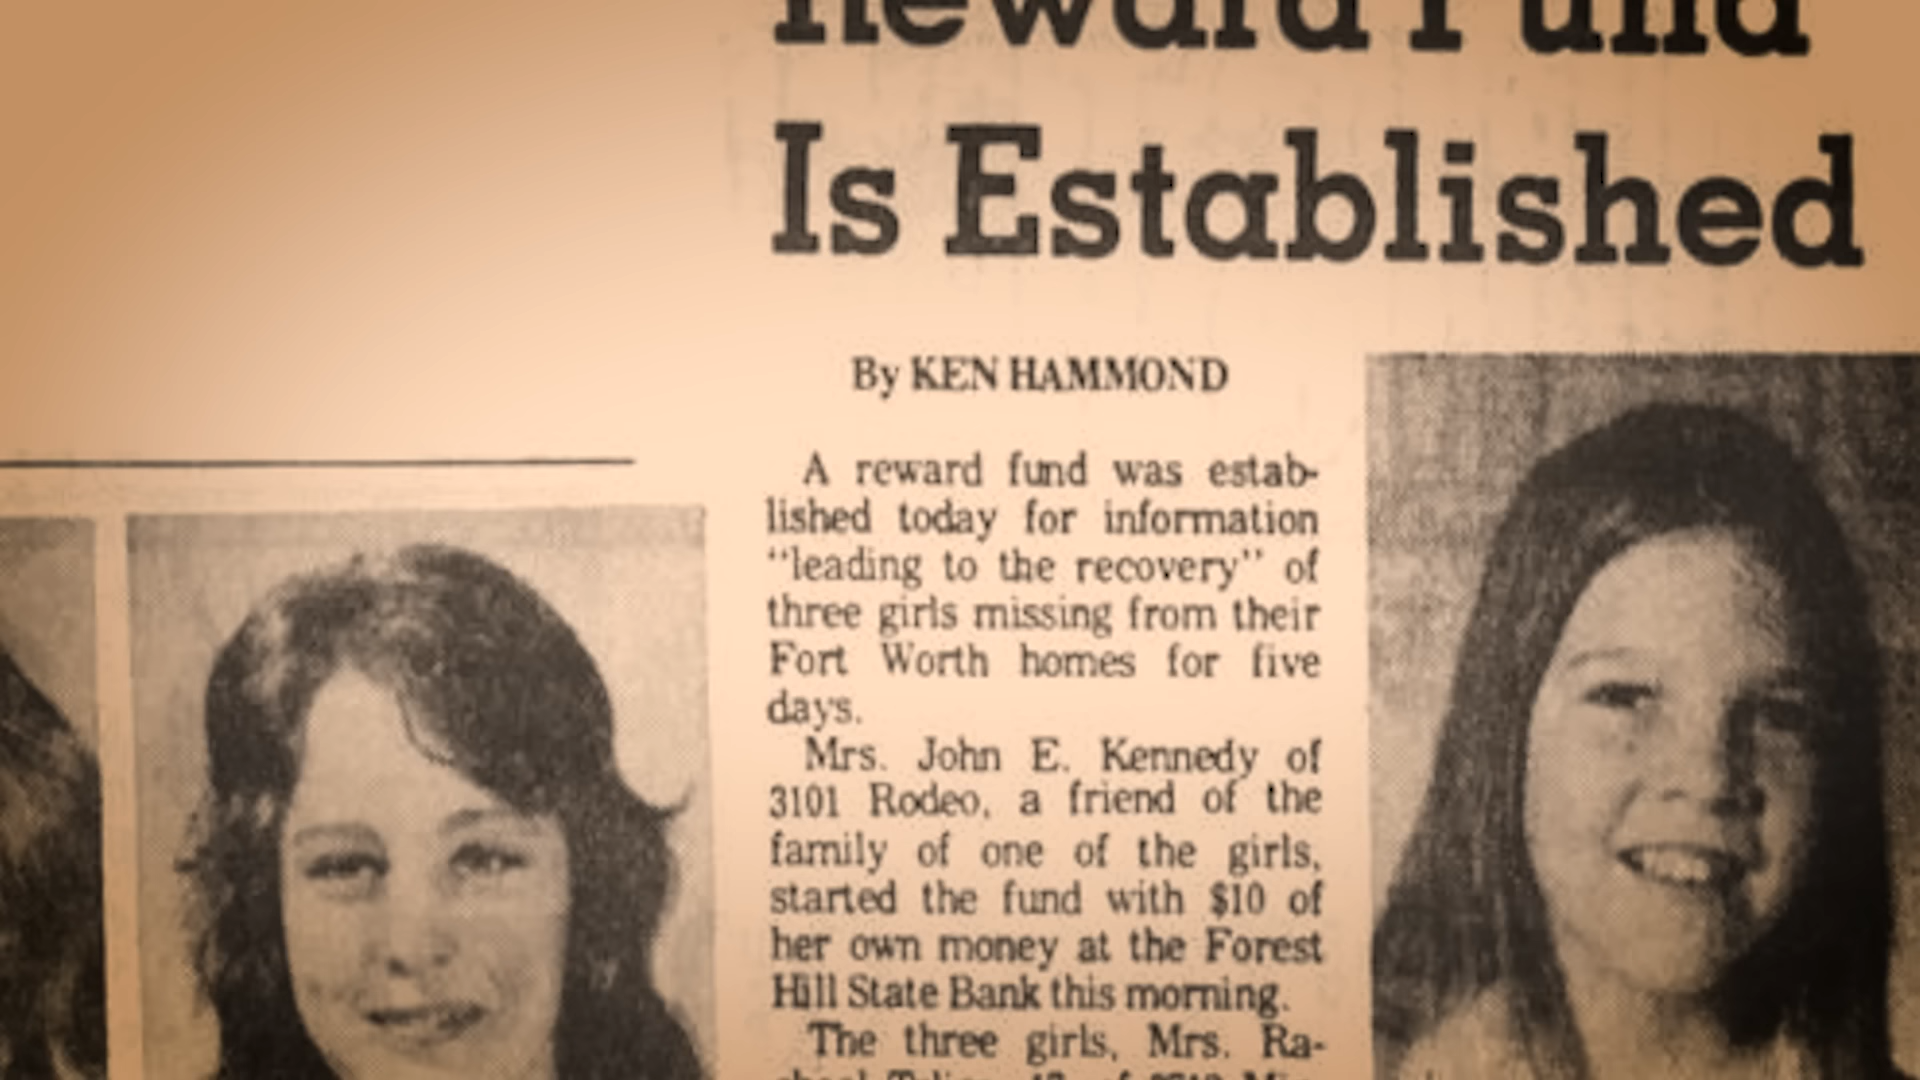 Reward Fund
Is Established
By KEN HAMMOND
A reward fund was estab-
lished today for information
“leading to the recovery” of
three girls missing from their
Fort Worth homes for five
days.
Mrs. John E. Kennedy of
3101 Rodeo, a friend of the
family of one of the girls,
started the fund with $10 of
her own money at the Forest
Hill State Bank this morning.
The three girls, Mrs. Ra-